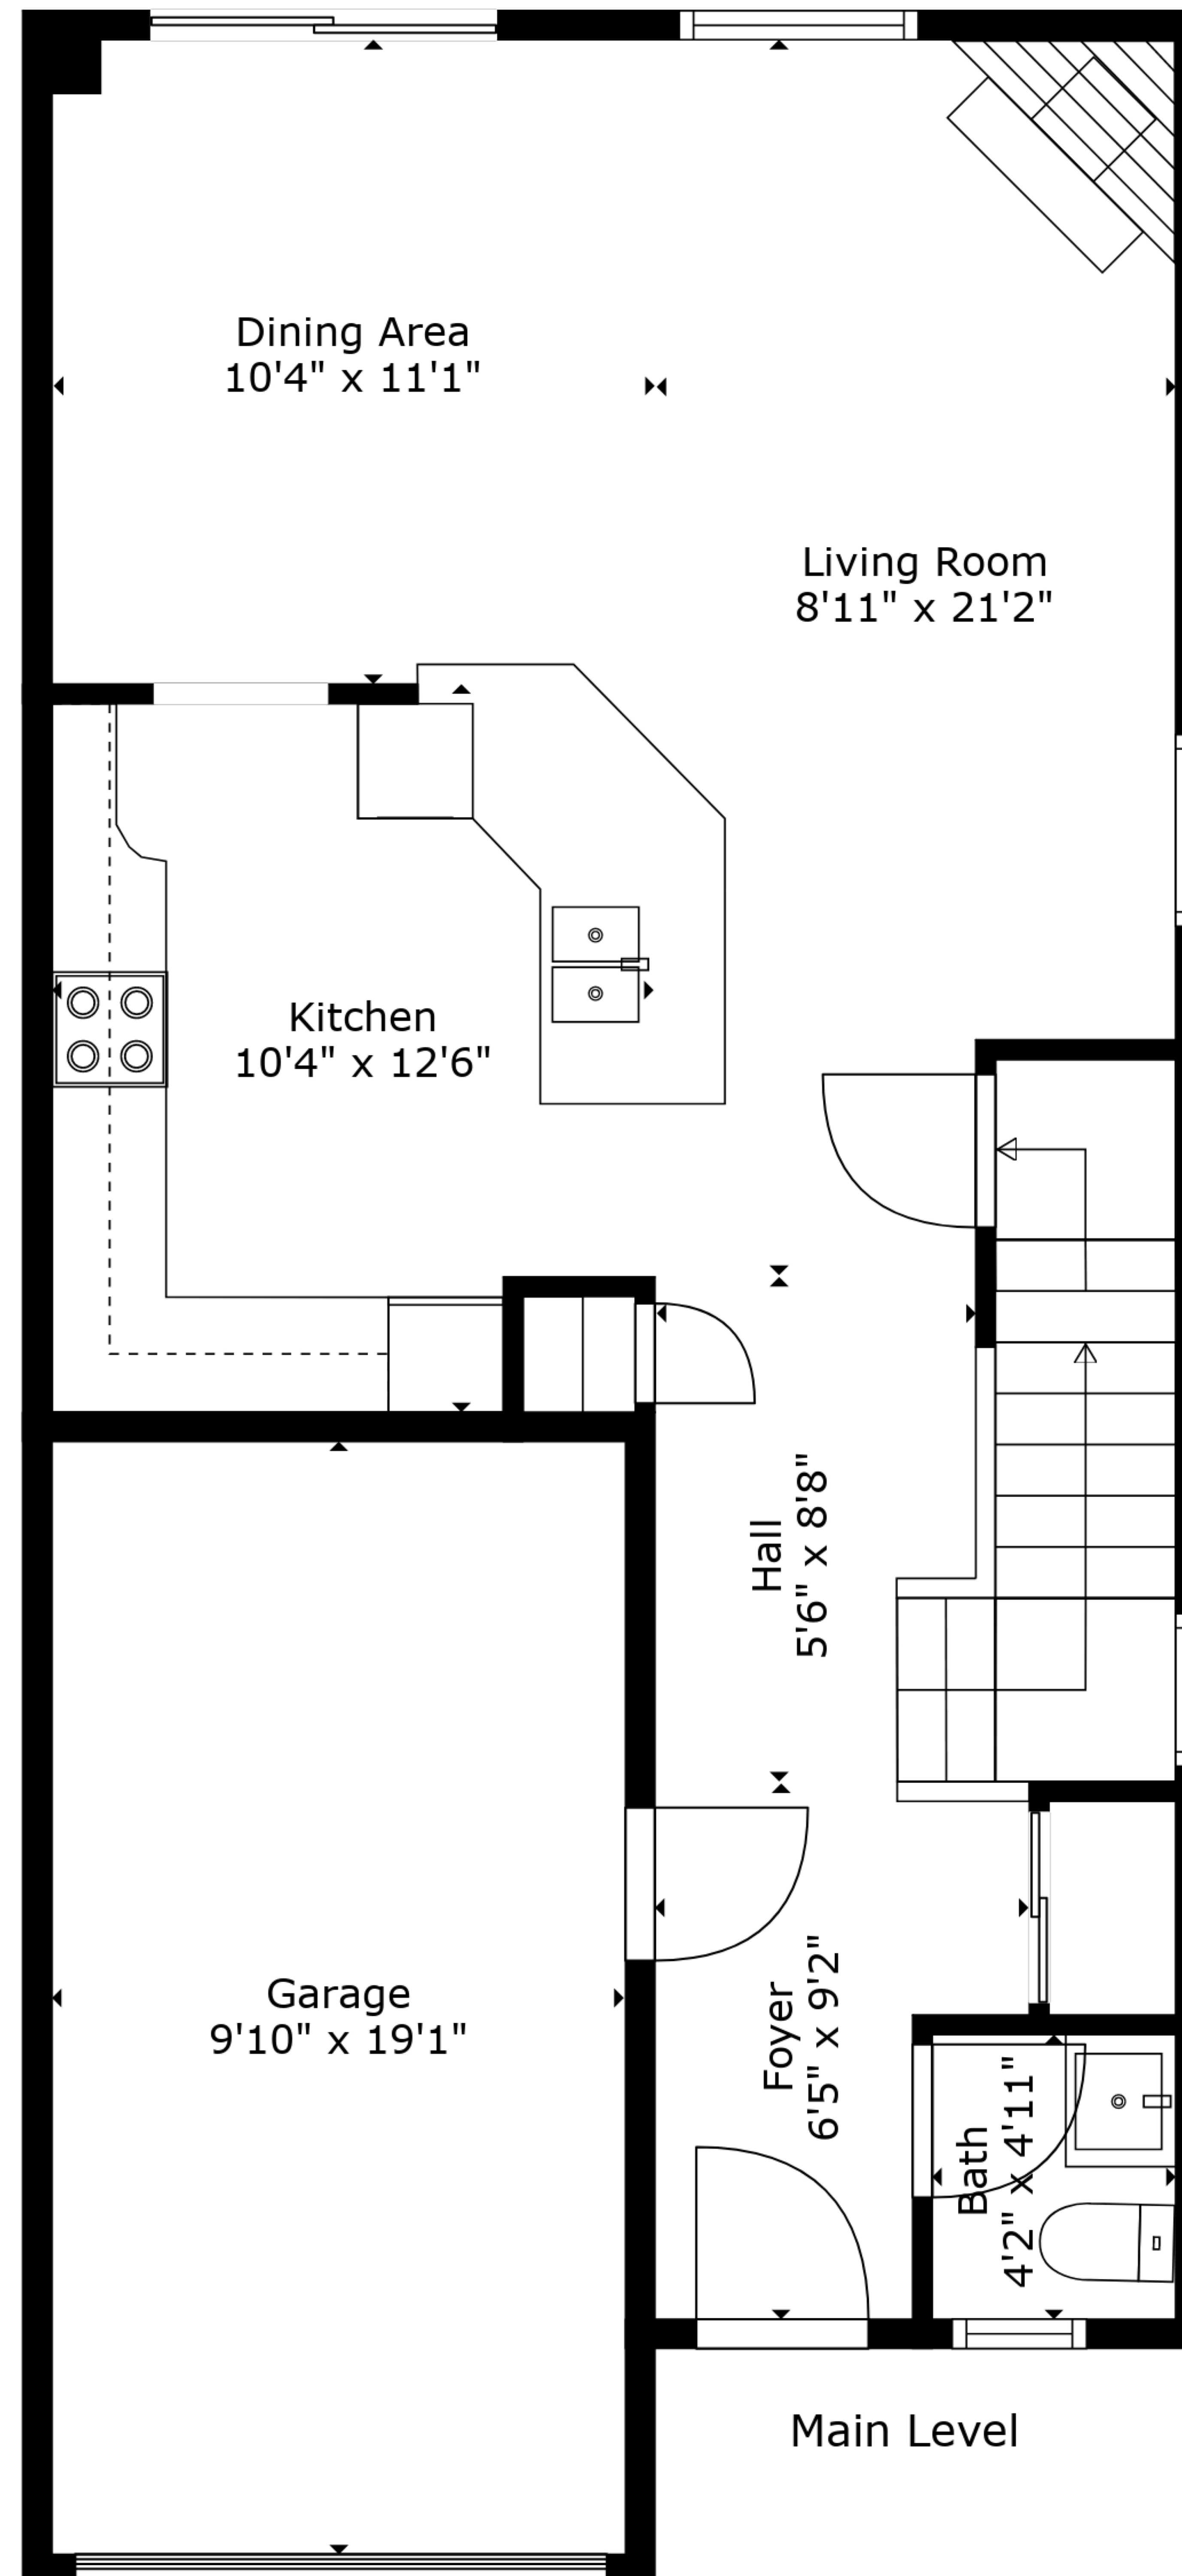 Dining Area
10'4" x 11'1"
Living Room
8'11" x 21'2"
Kitchen
10'4" x 12'6"
Hall
5'6" x 8'8"
Garage
9'10" x 19'1"
Foyer
6'5" x 9'2"
Bath
4'2" x 4'11"
Main Level